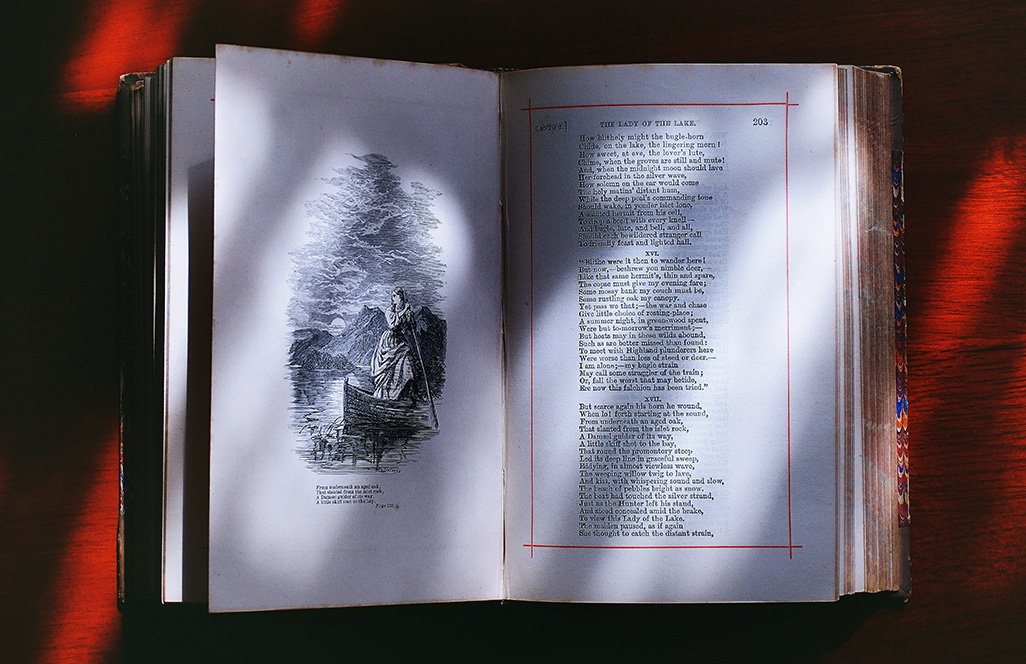 From underneath an aged oak,
That slanted from the islet rock,
A Damsel guider of its way
A little skiff shot to the bay.
Page
CANTO I.]
THE LADY OF THE LAKE.
203
How blithely might the bugle-horn
Chide, on the lake, the lingering morn!
How sweet, at eve, the lover's lute,
Chime, when the groves are still and mute!
And, when the midnight moon should lave
Her forehead in the silver wave,
How solemn on the ear would come
The holy matins' distant hum,
While the deep peal's commanding tone
Should wake, in yonder islet lone,
A sainted hermit from his cell,
To drop a bead with every knell—
And bugle, lute, and bell, and all,
Should each bewildered stranger call
To friendly feast and lighted hall.
XVI.
"Blithe were it then to wander here!
But now,—beshrew yon nimble deer,—
Like that same hermit's, thin and spare,
The copse must give my evening fare;
Some mossy bank my couch must be,
Some rustling oak my canopy.
Yet pass we that;—the war and chase
Give little choice of resting-place;
A summer night, in greenwood spent,
Were but to-morrow's merriment;—
But hosts may in these wilds abound,
Such as are better missed than found:
To meet with Highland plunderers here
Were worse than loss of steed or deer.—
I am alone;—my bugle strain
May call some straggler of the train;
Or, fall the worst that may betide,
Ere now this falchion has been tried."
XVII.
But scarce again his horn he wound,
When lo! forth starting at the sound,
From underneath an aged oak,
That slanted from the islet rock,
A Damsel guider of its way,
A little skiff shot to the bay,
That round the promontory steep
Led its deep line in graceful sweep,
Eddying, in almost viewless wave,
The weeping willow twig to lave,
And kiss, with whispering sound and slow,
The beach of pebbles bright as snow.
The boat had touched the silver strand,
Just as the Hunter left his stand,
And stood concealed amid the brake,
To view this Lady of the Lake.
The maiden paused, as if again
She thought to catch the distant strain,